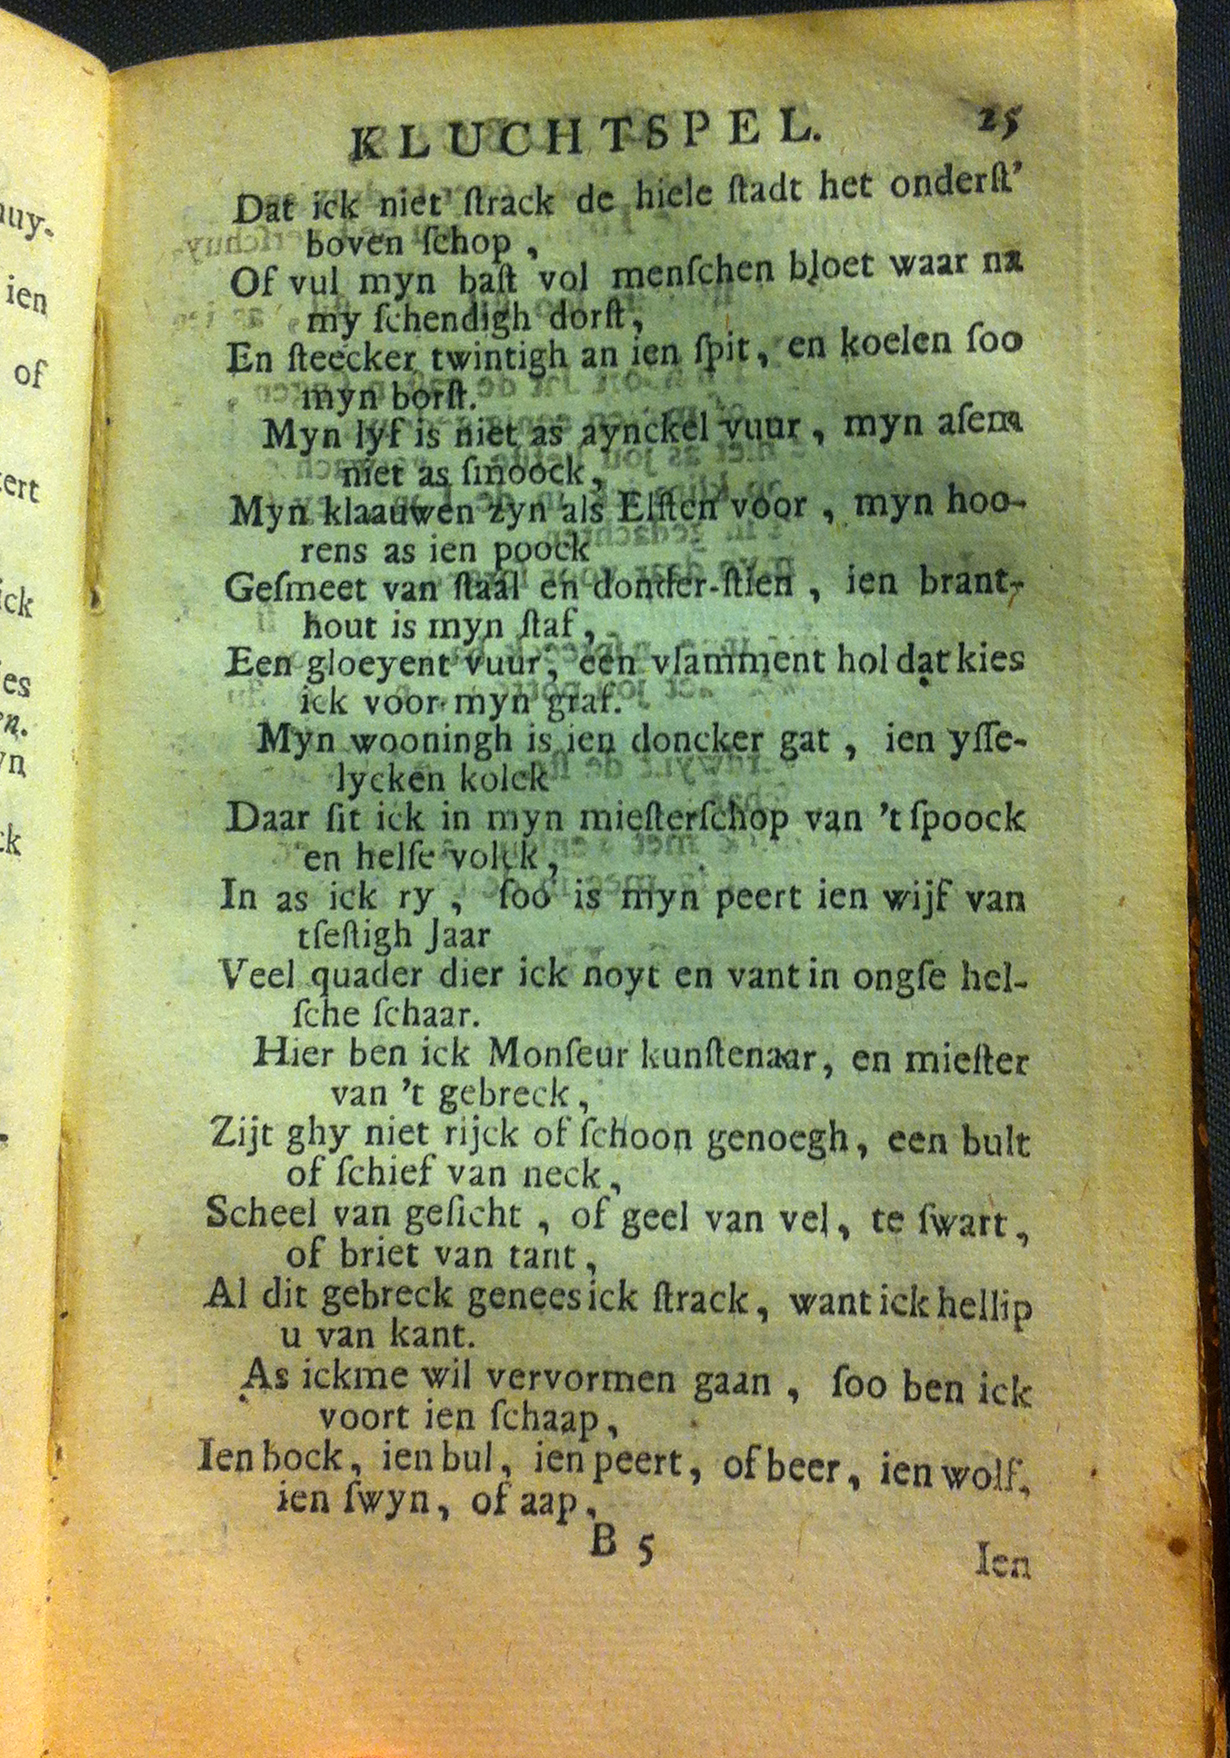 KLUCHTSPEL. 25
Dat ick niet ſtrack de hiele ſtadt het onderſt’
boven ſchop,
Of vul myn baſt vol menſchen bloet waar na
my ſchendigh dorſt,
En ſteecker twintigh an ien ſpit, en koelen ſoo
myn borſt.
Myn lyf is niet as aynckel vuur, myn aſem
niet as ſmoock,
Myn klaauwen zyn als Elſten voor, myn hoo-
rens as ien poock
Geſmeet van ſtaal en donder-ſtien, ien brant-
hout is myn ſtaf,
Een gloeyent vuur, een vlamment hol dat kies
ick voor myn graf.
Myn wooningh is ien doncker gat, ien yſſe-
lycken kolck
Daar ſit ick in myn mieſterſchop van ’t ſpoock
en helſe volck,
In as ick ry, ſoo is myn peert ien wijf van
tſeſtigh Jaar
Veel quader dier ick noyt en vant in ongſe hel-
ſche ſchaar.
Hier ben ick Monſeur kunſtenaar, en mieſter
van ’t gebreck,
Zijt ghy niet rijck of ſchoon genoegh, een bult
of ſchief van neck,
Scheel van geſicht, of geel van vel, te ſwart,
of briet van tant,
Al dit gebreck genees ick ſtrack, want ick hellip
u van kant.
As ickme wil vervormen gaan, ſoo ben ick
voort ien ſchaap,
Ien bock, ien bul, ien peert, of beer, ien wolf,
ien ſwyn, of aap,
B 5
Ien
huy-
ien
of
tert
ick
es
en.
yn
ck